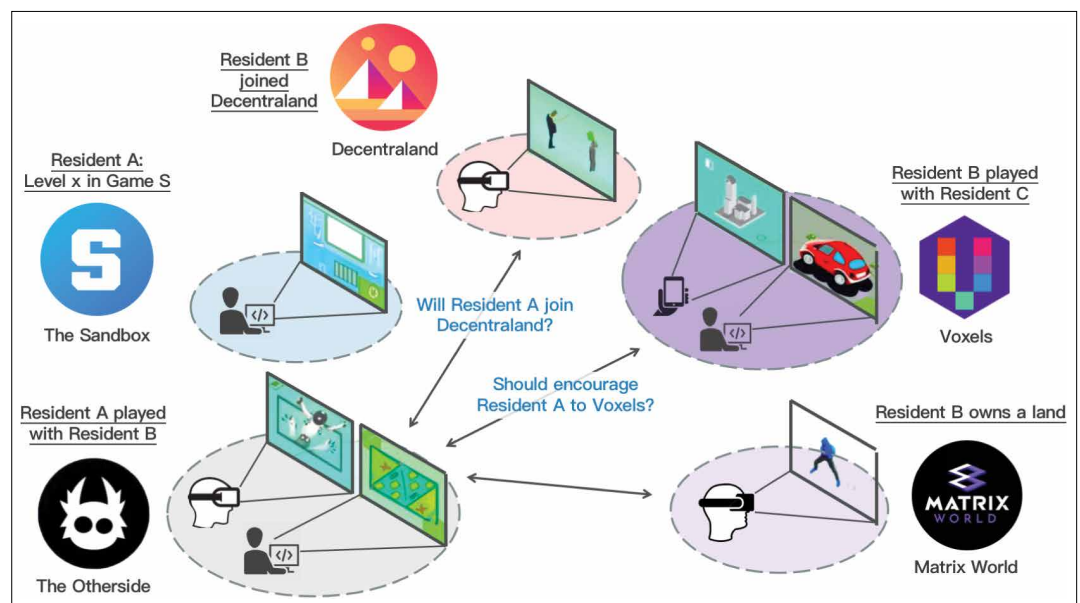 Resident B
joined
Decentraland
Decentraland
Resident A:
Level x in Game S
S
The Sandbox
Resident B played
with Resident C
Voxels
Will Resident A join
Decentraland?
Should encourage
Resident A to Voxels?
</>
</>
Resident A played
with Resident B
The Otherside
</>
Resident B owns a land
MATRIX
WORLD
Matrix World